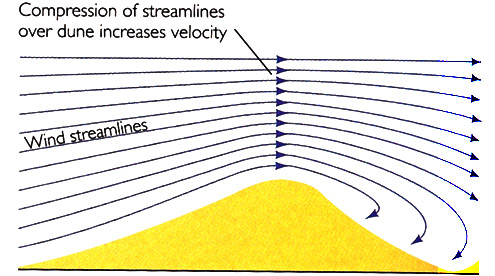 Compression of streamlines
over dune increases velocity
Wind streamlines